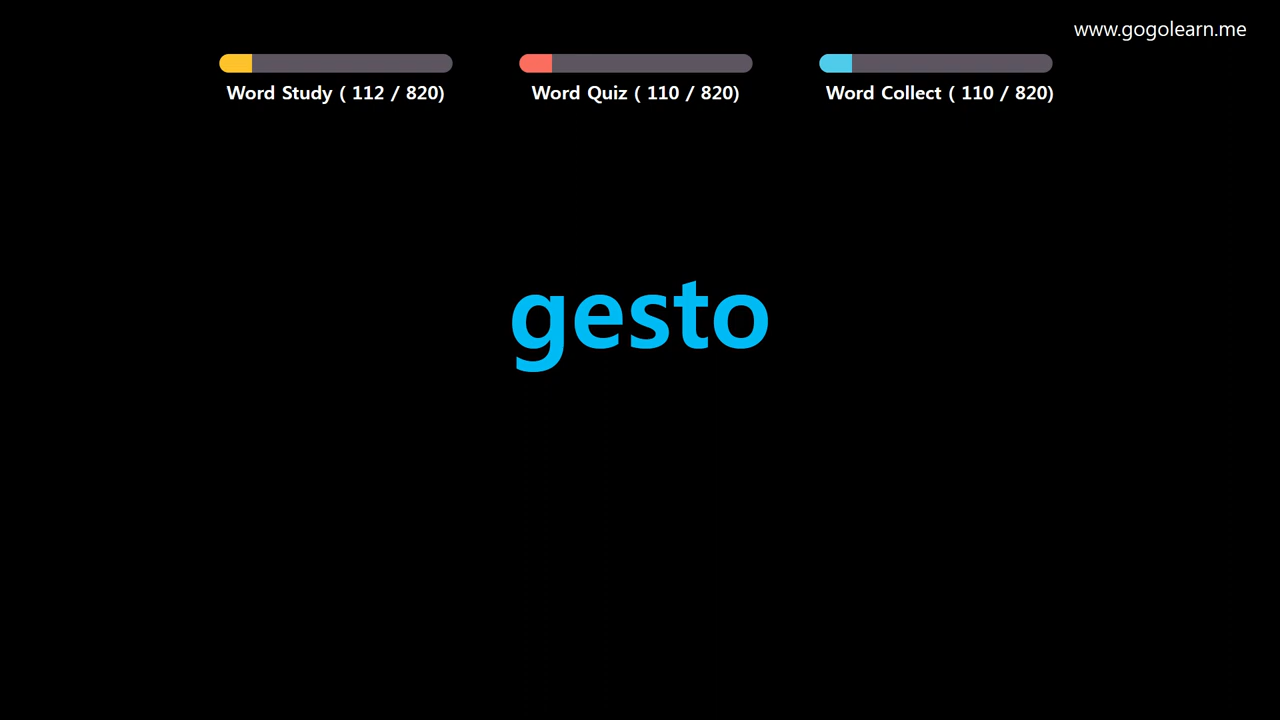 www.gogolearn.me
Word Study ( 112 / 820)
Word Quiz ( 110 / 820)
Word Collect ( 110 / 820)
gesto